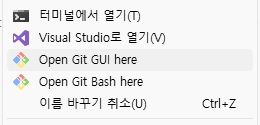 터미널에서 열기(T)
Visual Studio로 열기(V)
Open Git GUI here
Open Git Bash here
이름 바꾸기 취소(U) Ctrl+Z